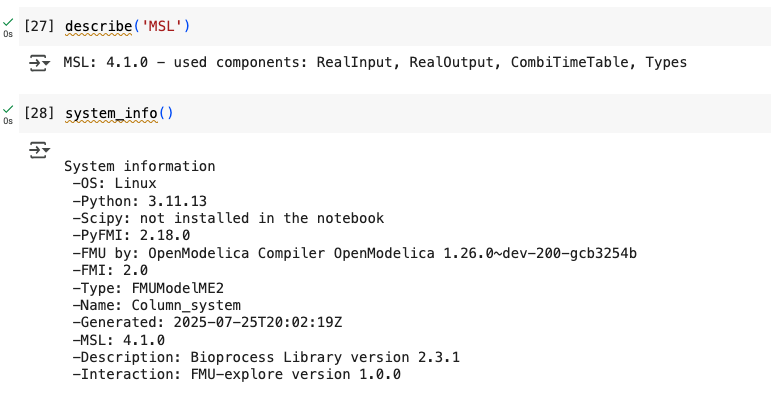 [27] describe('MSL')
0s
MSL: 4.1.0 - used components: RealInput, RealOutput, CombiTimeTable, Types
[28] system_info()
0s
System information
-OS: Linux
-Python: 3.11.13
-Scipy: not installed in the notebook
-PyFMI: 2.18.0
-FMU by: OpenModelica Compiler OpenModelica 1.26.0~dev-200-gcb3254b
-FMI: 2.0
-Type: FMUModelME2
-Name: Column_system
-Generated: 2025-07-25T20:02:19Z
-MSL: 4.1.0
-Description: Bioprocess Library version 2.3.1
-Interaction: FMU-explore version 1.0.0